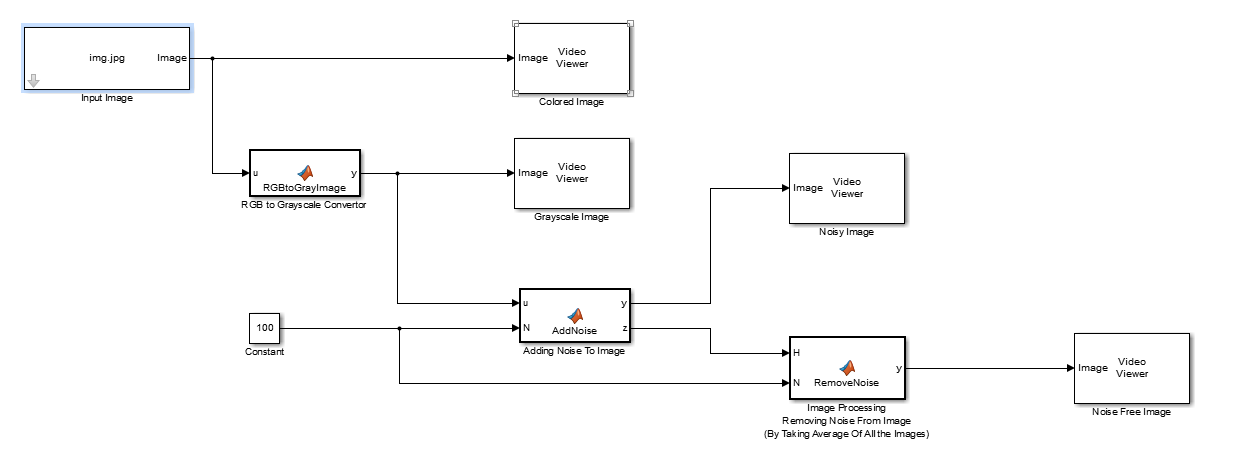 img.jpg Image
Input Image
Image Video
Viewer
Colored Image
u y
RGBtoGrayImage
RGB to Grayscale Convertor
Image Video
Viewer
Grayscale Image
Image Video
Viewer
Noisy Image
100
Constant
u y
N z
AddNoise
Adding Noise To Image
H
y
N
RemoveNoise
Image Processing
Removing Noise From Image
(By Taking Average Of All the Images)
Image Video
Viewer
Noise Free Image